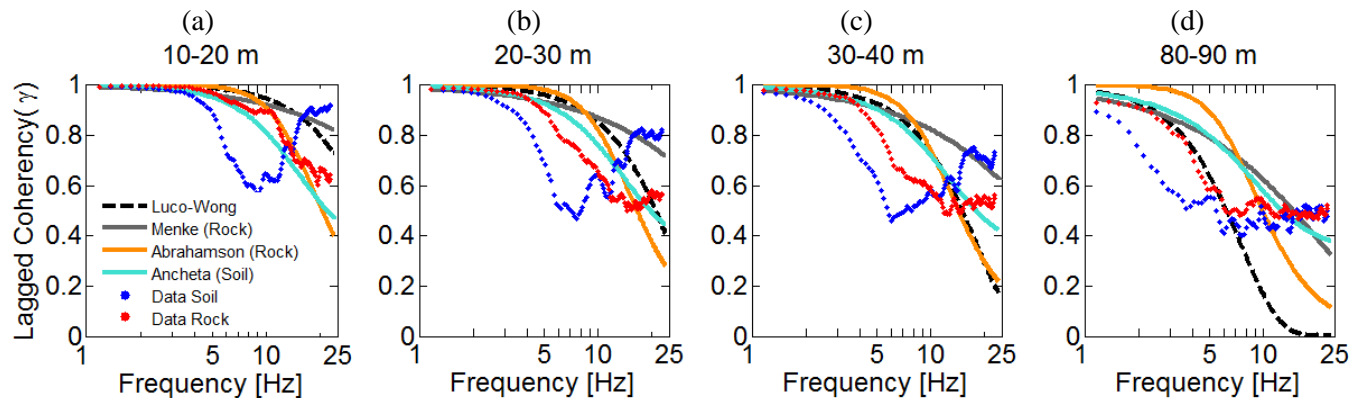 (a) (b) (c) (d)
10-20 m 20-30 m 30-40 m 80-90 m
Lagged Coherency(γ)
1
0.8
0.6
0.4
0.2
0
Luco-Wong
Menke (Rock)
Abrahamson (Rock)
Ancheta (Soil)
Data Soil
Data Rock
1 5 10 25
Frequency [Hz]
1
0.8
0.6
0.4
0.2
0
1 5 10 25
Frequency [Hz]
1
0.8
0.6
0.4
0.2
0
1 5 10 25
Frequency [Hz]
1
0.8
0.6
0.4
0.2
0
1 5 10 25
Frequency [Hz]